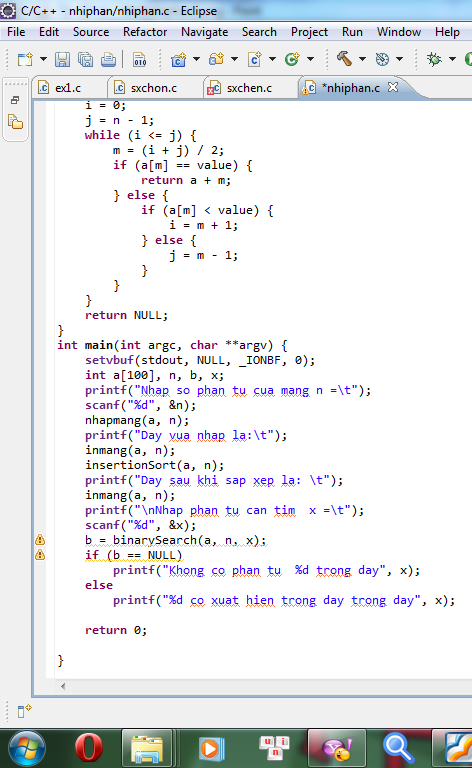 C/C++ - nhiphan/nhiphan.c - Eclipse
File Edit Source Refactor Navigate Search Project Run Window Help
010
ex1.c sxchon.c sxchen.c *nhiphan.c
i = 0;
j = n - 1;
while (i <= j) {
m = (i + j) / 2;
if (a[m] == value) {
return a + m;
} else {
if (a[m] < value) {
i = m + 1;
} else {
j = m - 1;
}
}
}
return NULL;
}
int main(int argc, char **argv) {
setvbuf(stdout, NULL, _IONBF, 0);
int a[100], n, b, x;
printf("Nhap so phan tu cua mang n =\t");
scanf("%d", &n);
nhapmang(a, n);
printf("Day vua nhap la:\t");
inmang(a, n);
insertionSort(a, n);
printf("Day sau khi sap xep la: \t");
inmang(a, n);
printf("\nNhap phan tu can tim  x =\t");
scanf("%d", &x);
b = binarySearch(a, n, x);
if (b == NULL)
printf("Khong co phan tu  %d trong day", x);
else
printf("%d co xuat hien trong day trong day", x);
return 0;
}